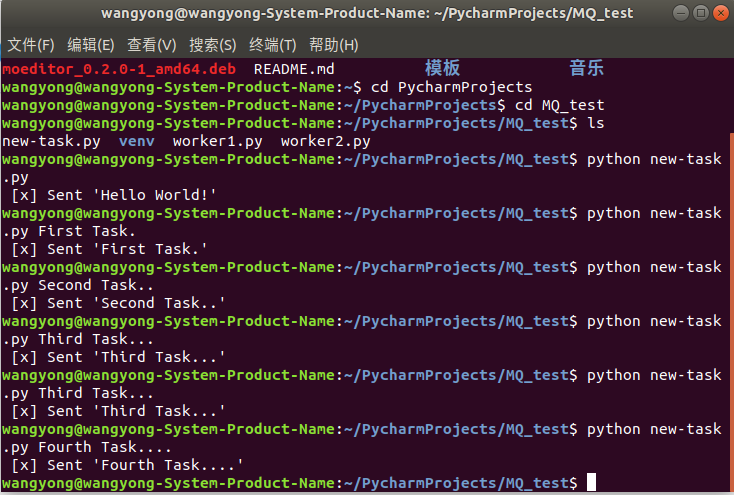 wangyong@wangyong-System-Product-Name: ~/PycharmProjects/MQ_test
文件(F) 编辑(E) 查看(V) 搜索(S) 终端(T) 帮助(H)
moeditor_0.2.0-1_amd64.deb README.md 模板 音乐
wangyong@wangyong-System-Product-Name:~$ cd PycharmProjects
wangyong@wangyong-System-Product-Name:~/PycharmProjects$ cd MQ_test
wangyong@wangyong-System-Product-Name:~/PycharmProjects/MQ_test$ ls
new-task.py venv worker1.py worker2.py
wangyong@wangyong-System-Product-Name:~/PycharmProjects/MQ_test$ python new-task
.py
[x] Sent 'Hello World!'
wangyong@wangyong-System-Product-Name:~/PycharmProjects/MQ_test$ python new-task
.py First Task.
[x] Sent 'First Task.'
wangyong@wangyong-System-Product-Name:~/PycharmProjects/MQ_test$ python new-task
.py Second Task..
[x] Sent 'Second Task..'
wangyong@wangyong-System-Product-Name:~/PycharmProjects/MQ_test$ python new-task
.py Third Task...
[x] Sent 'Third Task...'
wangyong@wangyong-System-Product-Name:~/PycharmProjects/MQ_test$ python new-task
.py Third Task...
[x] Sent 'Third Task...'
wangyong@wangyong-System-Product-Name:~/PycharmProjects/MQ_test$ python new-task
.py Fourth Task....
[x] Sent 'Fourth Task....'
wangyong@wangyong-System-Product-Name:~/PycharmProjects/MQ_test$